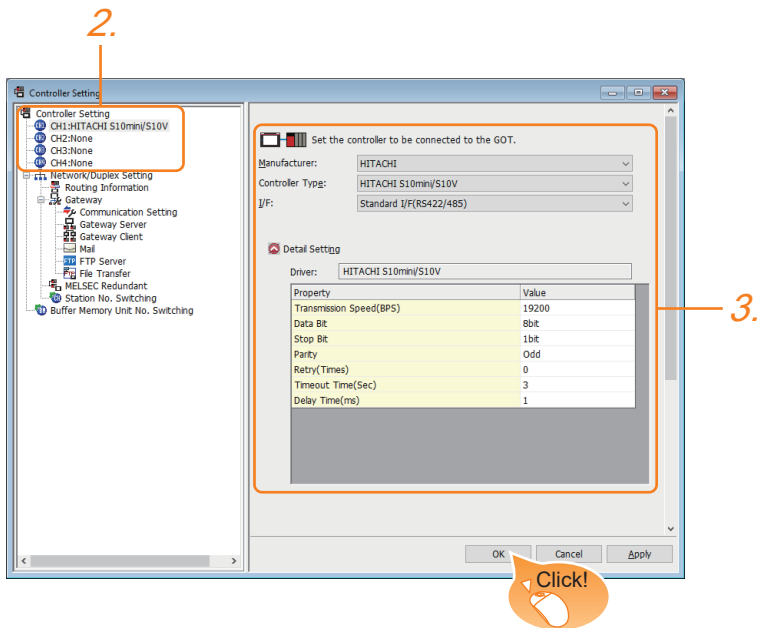 2.
Controller Setting
Controller Setting
CH1:HITACHI S10mini/S10V
CH2:None
CH3:None
CH4:None
Network/Duplex Setting
Routing Information
Gateway
Communication Setting
Gateway Server
Gateway Client
Mail
FTP Server
File Transfer
MELSEC Redundant
Station No. Switching
Buffer Memory Unit No. Switching
Set the controller to be connected to the GOT.
Manufacturer: HITACHI
Controller Type: HITACHI S10mini/S10V
I/F: Standard I/F(RS422/485)
Detail Setting
Driver: HITACHI S10mini/S10V
Property Value
Transmission Speed(BPS) 19200
Data Bit 8bit
Stop Bit 1bit
Parity Odd
Retry(Times) 0
Timeout Time(Sec) 3
Delay Time(ms) 1
3.
OK Cancel Apply
Click!